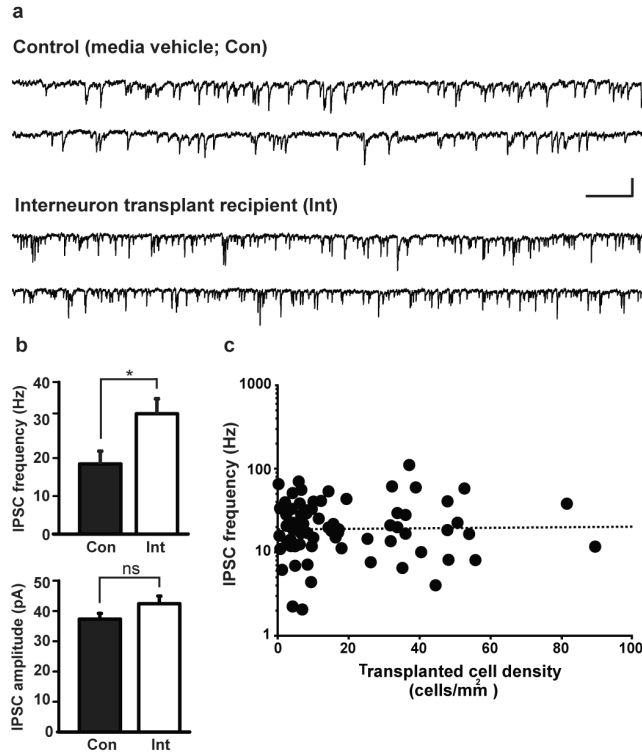 a
Control (media vehicle; Con)
Interneuron transplant recipient (Int)
b
IPSC frequency (Hz)
40
30
20
10
0
*
Con Int
IPSC amplitude (pA)
50
40
30
20
10
0
ns
Con Int
c
IPSC frequency (Hz)
1000
100
10
1
0 20 40 60 80 100
Transplanted cell density
(cells/mm²)